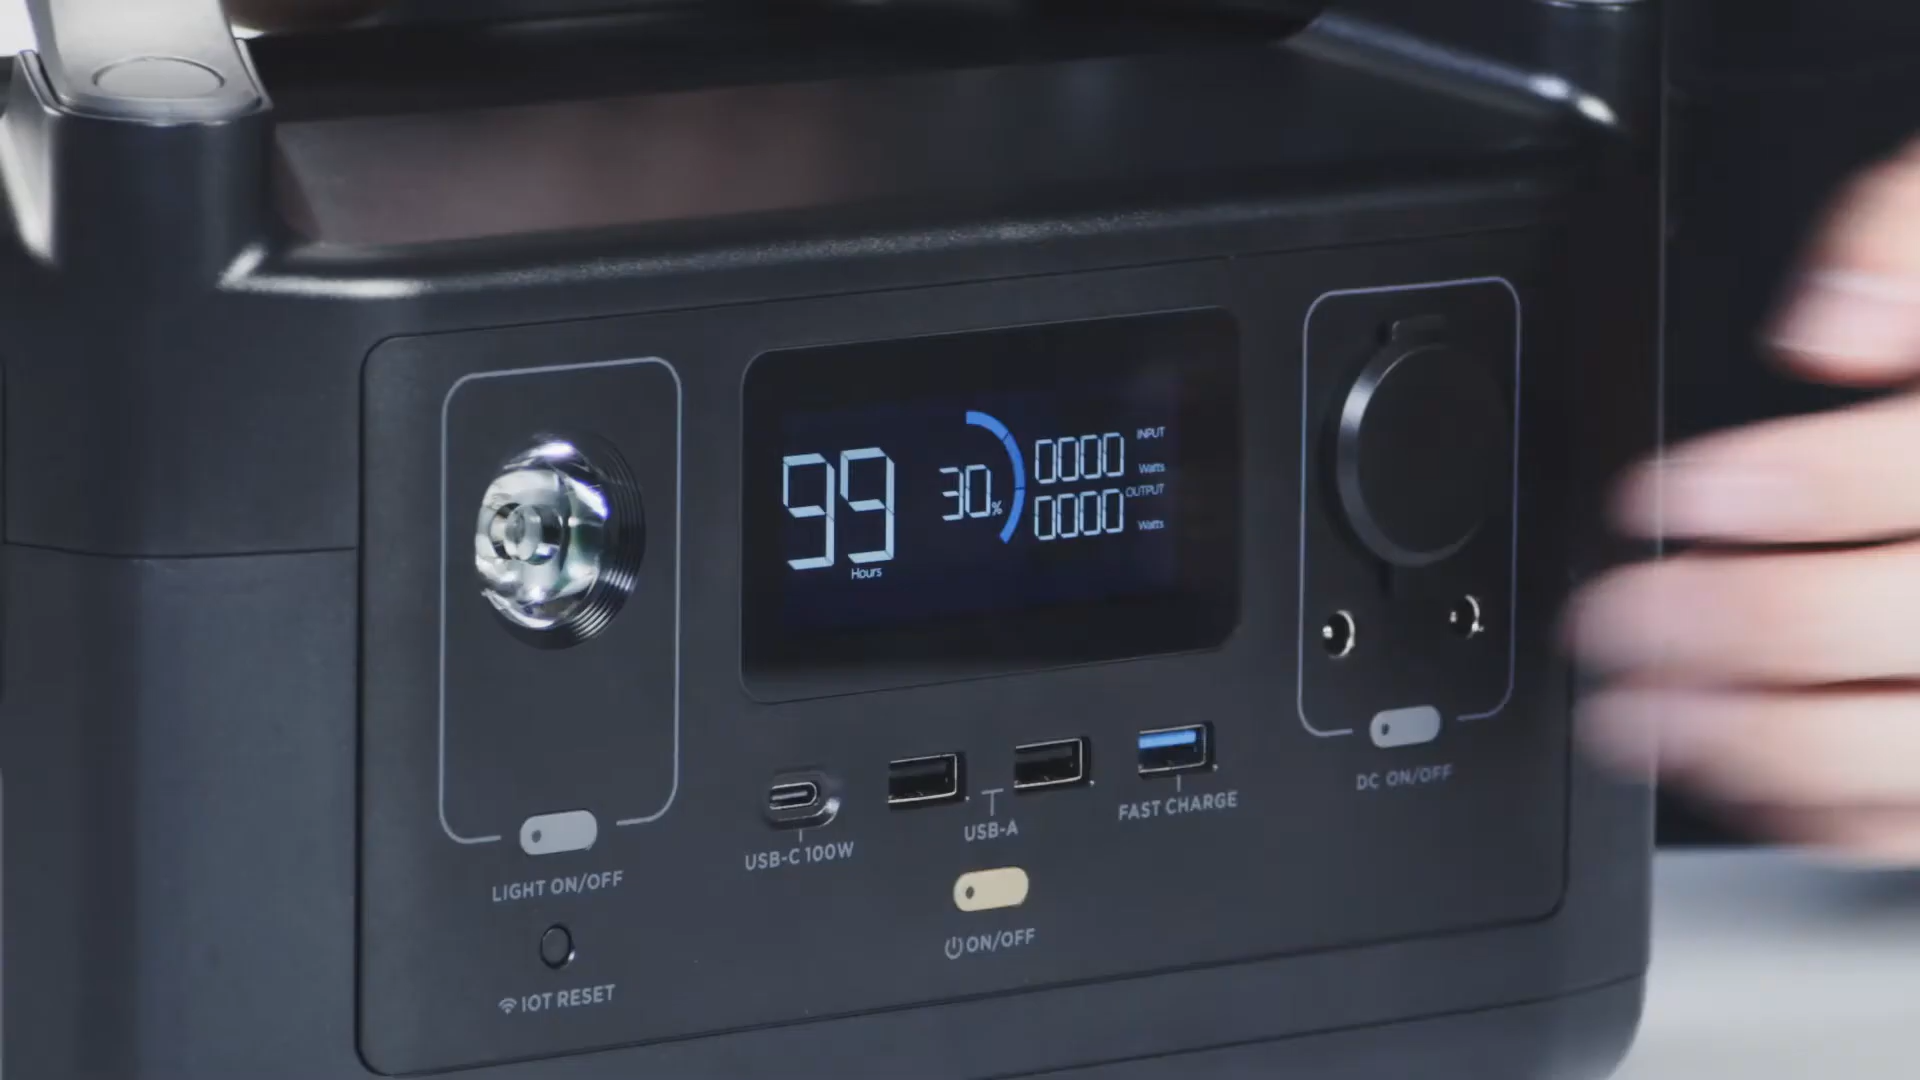 99
Hours
30%
0000
INPUT
Watts
0000
OUTPUT
Watts
USB-C 100W
USB-A
FAST CHARGE
DC ON/OFF
LIGHT ON/OFF
ON/OFF
IOT RESET